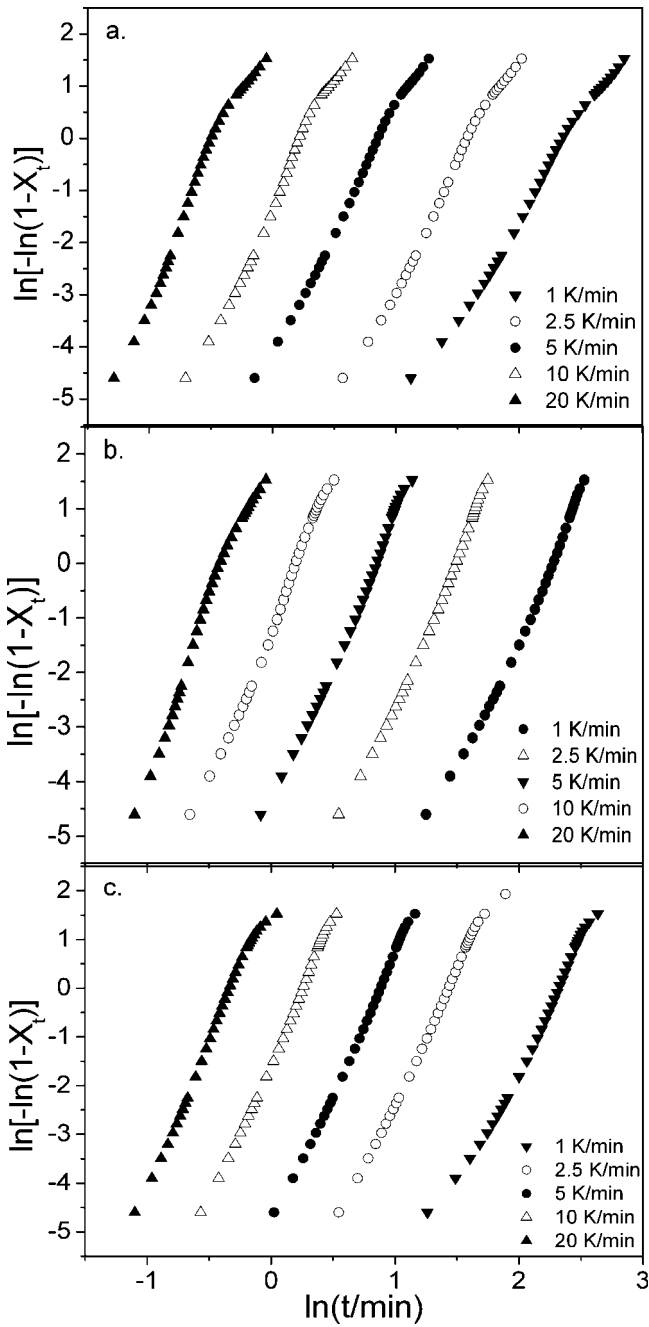 a.
2
1
0
-1
-2
-3
-4
-5
ln[-ln(1-X_t)]
1 K/min
2.5 K/min
5 K/min
10 K/min
20 K/min
b.
2
1
0
-1
-2
-3
-4
-5
ln[-ln(1-X_t)]
1 K/min
2.5 K/min
5 K/min
10 K/min
20 K/min
c.
2
1
0
-1
-2
-3
-4
-5
ln[-ln(1-X_t)]
1 K/min
2.5 K/min
5 K/min
10 K/min
20 K/min
-1 0 1 2 3
ln(t/min)